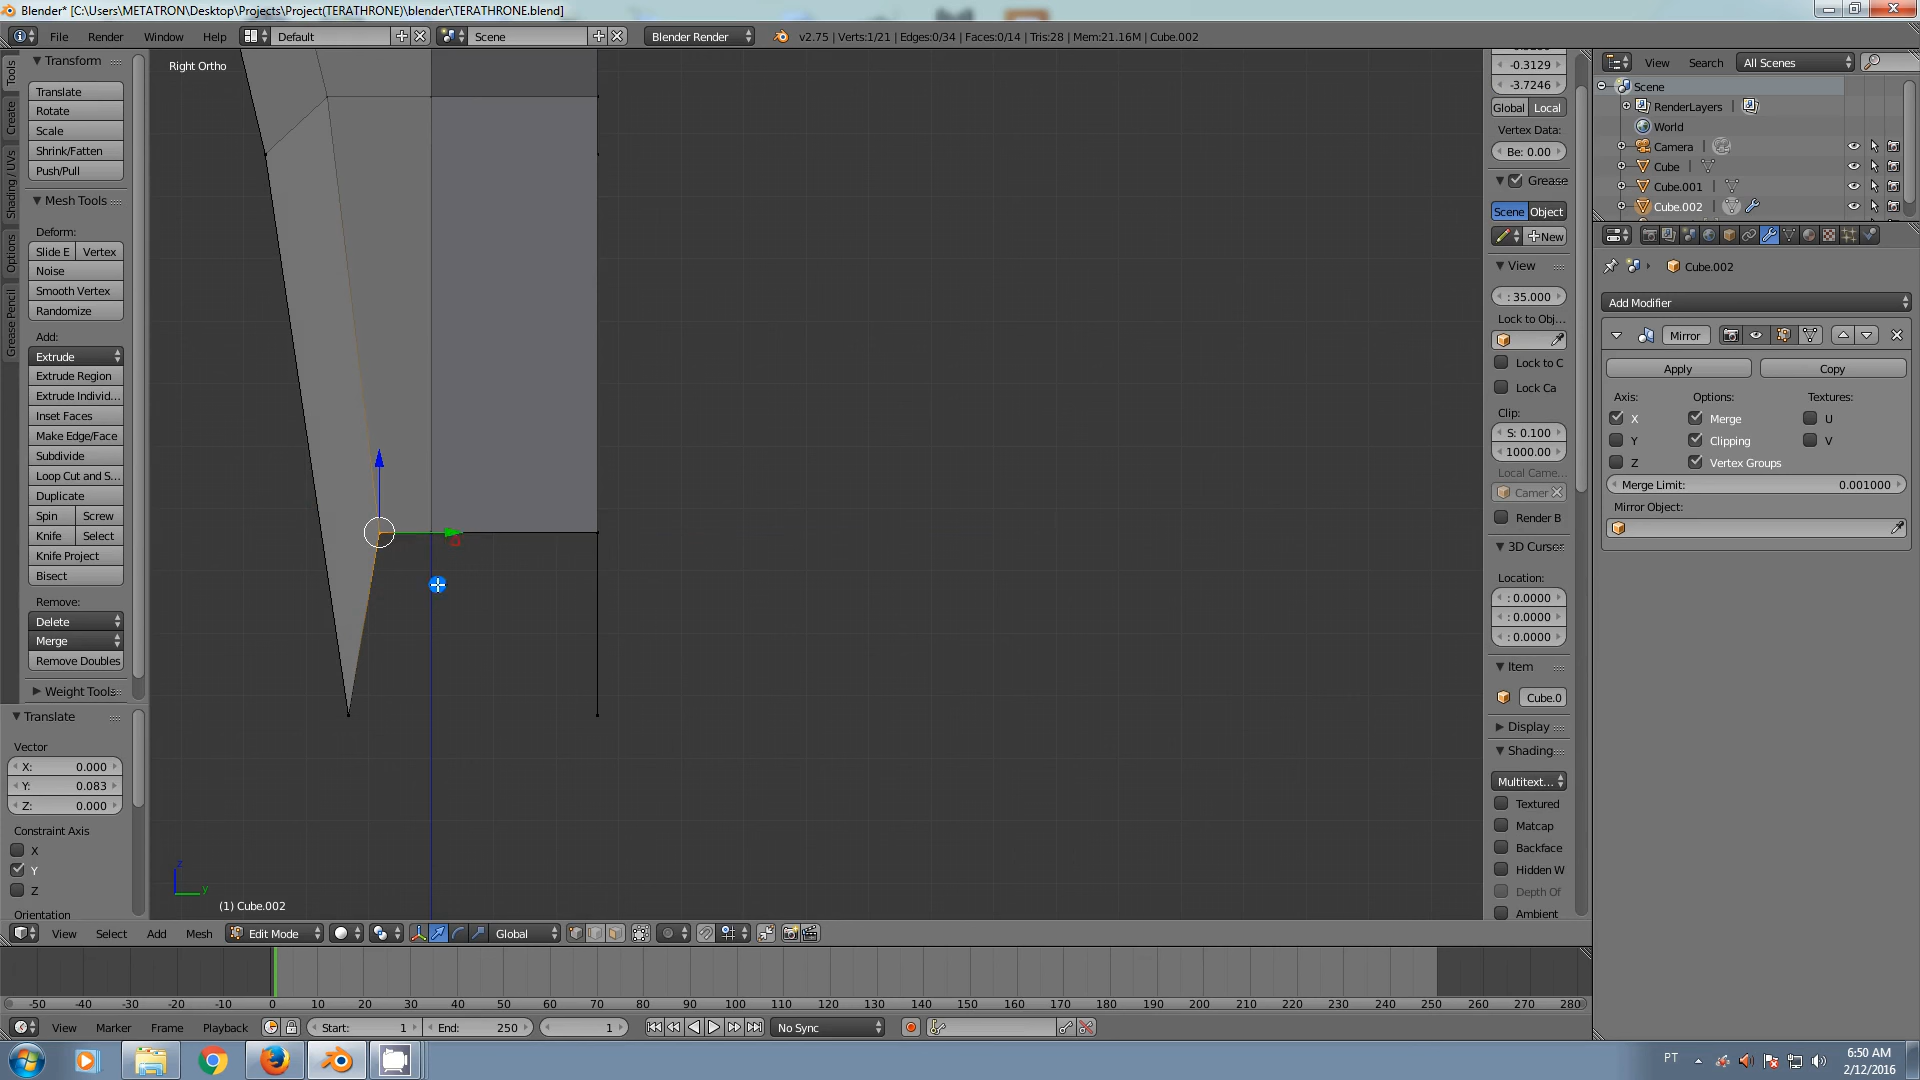 Blender* [C:\Users\METATRON\Desktop\Projects\Project(TERATHRONE)\blender\TERATHRONE.blend]
File Render Window Help Default Scene Blender Render v2.75 | Verts:1/21 | Edges:0/34 | Faces:0/14 | Tris:28 | Mem:21.16M | Cube.002
Tools
Create
Shading / UVs
Options
Grease Pencil
Transform
Translate
Rotate
Scale
Shrink/Fatten
Push/Pull
Mesh Tools
Deform:
Slide E Vertex
Noise
Smooth Vertex
Randomize
Add:
Extrude
Extrude Region
Extrude Individ...
Inset Faces
Make Edge/Face
Subdivide
Loop Cut and S...
Duplicate
Spin Screw
Knife Select
Knife Project
Bisect
Remove:
Delete
Merge
Remove Doubles
Weight Tools
Translate
Vector
X: 0.000
Y: 0.083
Z: 0.000
Constraint Axis
X
Y
Z
Orientation
Right Ortho
z
y
(1) Cube.002
-0.3129
-3.7246
Global Local
Vertex Data:
Be: 0.00
Grease
Scene Object
New
View
: 35.000
Lock to Obj...
Lock to C
Lock Ca
Clip:
S: 0.100
1000.00
Local Came...
Camer
Render B
3D Curso
Location:
: 0.0000
: 0.0000
: 0.0000
Item
Cube.0
Display
Shading
Multitext...
Textured
Matcap
Backface
Hidden W
Depth Of
Ambient
View Search All Scenes
Scene
RenderLayers
World
Camera
Cube
Cube.001
Cube.002
Cube.002
Add Modifier
Mirror
Apply Copy
Axis: Options: Textures:
X Merge U
Y Clipping V
Z Vertex Groups
Merge Limit: 0.001000
Mirror Object:
View Select Add Mesh Edit Mode Global
-50 -40 -30 -20 -10 0 10 20 30 40 50 60 70 80 90 100 110 120 130 140 150 160 170 180 190 200 210 220 230 240 250 260 270 280
View Marker Frame Playback Start: 1 End: 250 1 No Sync
PT
6:50 AM
2/12/2016